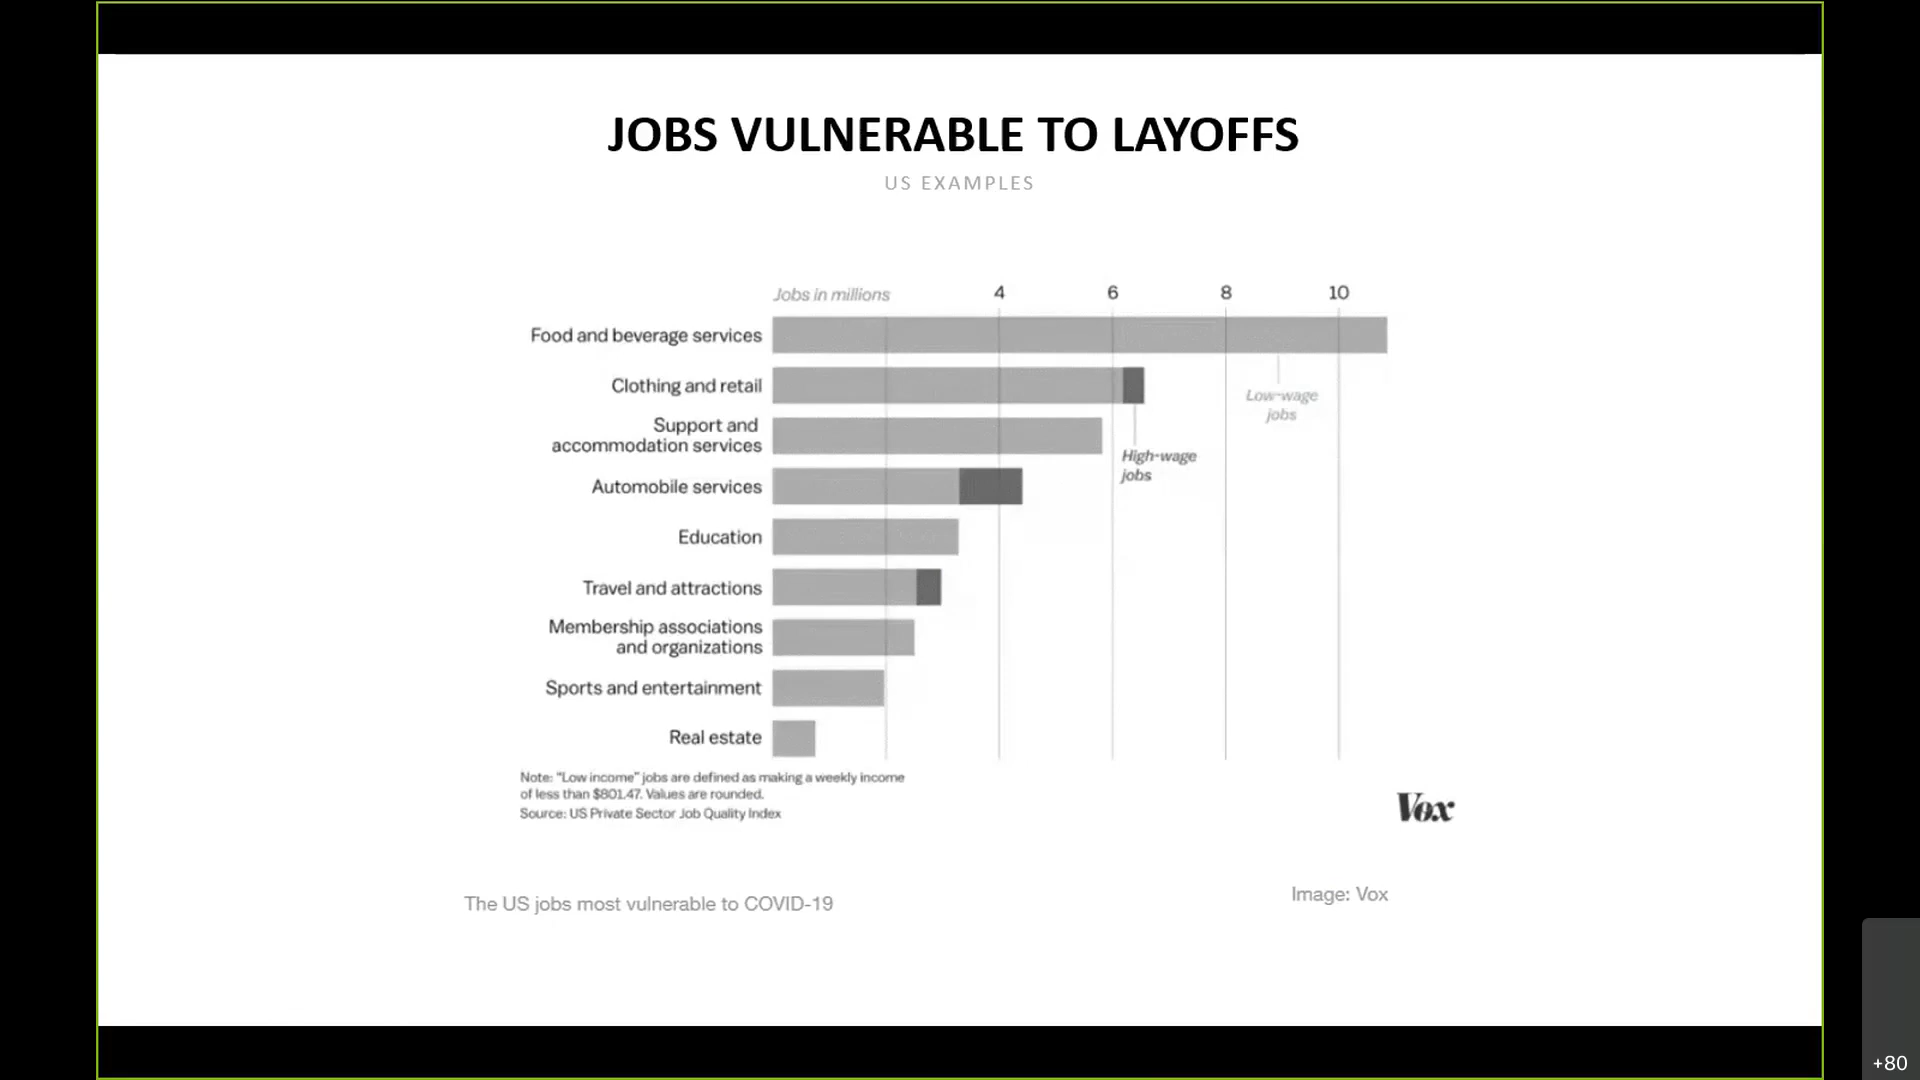 JOBS VULNERABLE TO LAYOFFS
US EXAMPLES
Jobs in millions
4
6
8
10
Food and beverage services
Clothing and retail
Low-wage
jobs
Support and
accommodation services
High-wage
jobs
Automobile services
Education
Travel and attractions
Membership associations
and organizations
Sports and entertainment
Real estate
Note: "Low income" jobs are defined as making a weekly income
of less than $801.47. Values are rounded.
Source: US Private Sector Job Quality Index
Vox
The US jobs most vulnerable to COVID-19
Image: Vox
+80